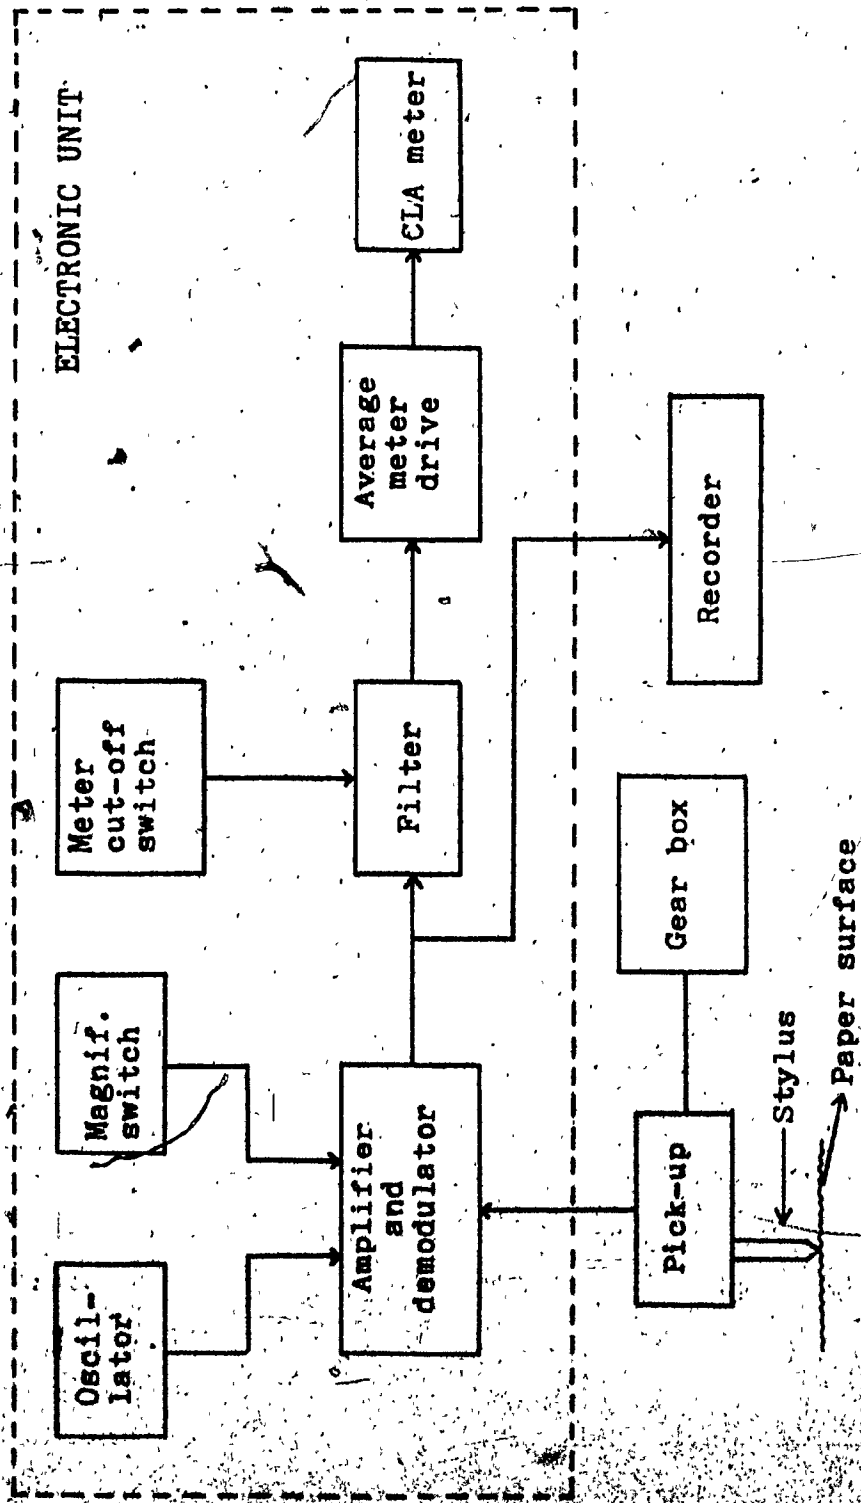 ELECTRONIC UNIT
Oscil-
lator
Magnif.
switch
Meter
cut-off
switch
Amplifier
and
demodulator
Filter
Average
meter
drive
CLA meter
Pick-up
Gear box
Recorder
Stylus
Paper surface